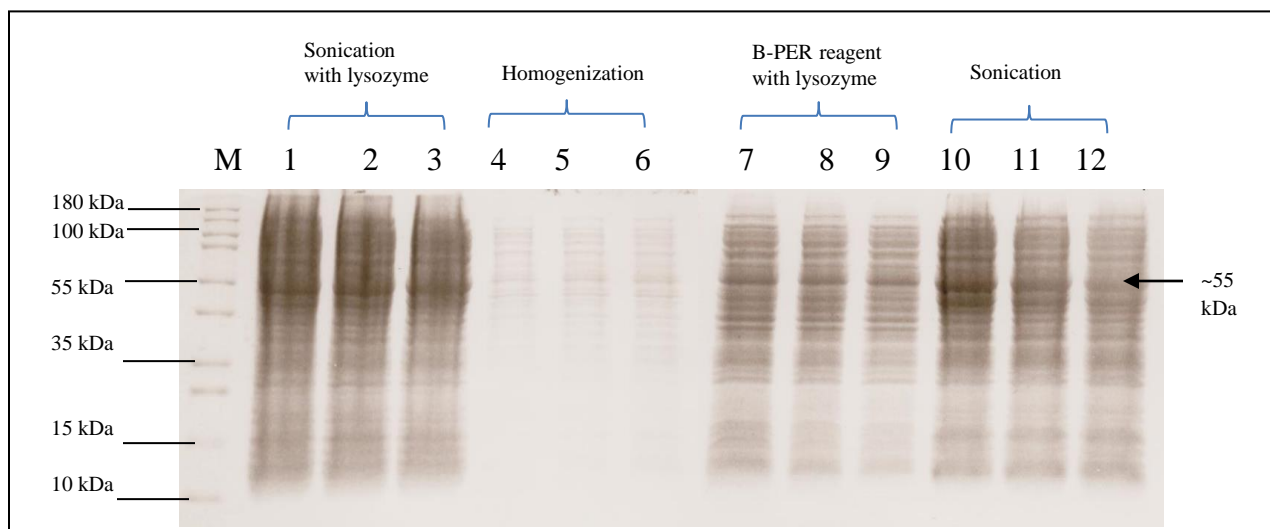 Sonication
with lysozyme
Homogenization
B-PER reagent
with lysozyme
Sonication
M 1 2 3 4 5 6 7 8 9 10 11 12
180 kDa
100 kDa
55 kDa
35 kDa
15 kDa
10 kDa
~55
kDa